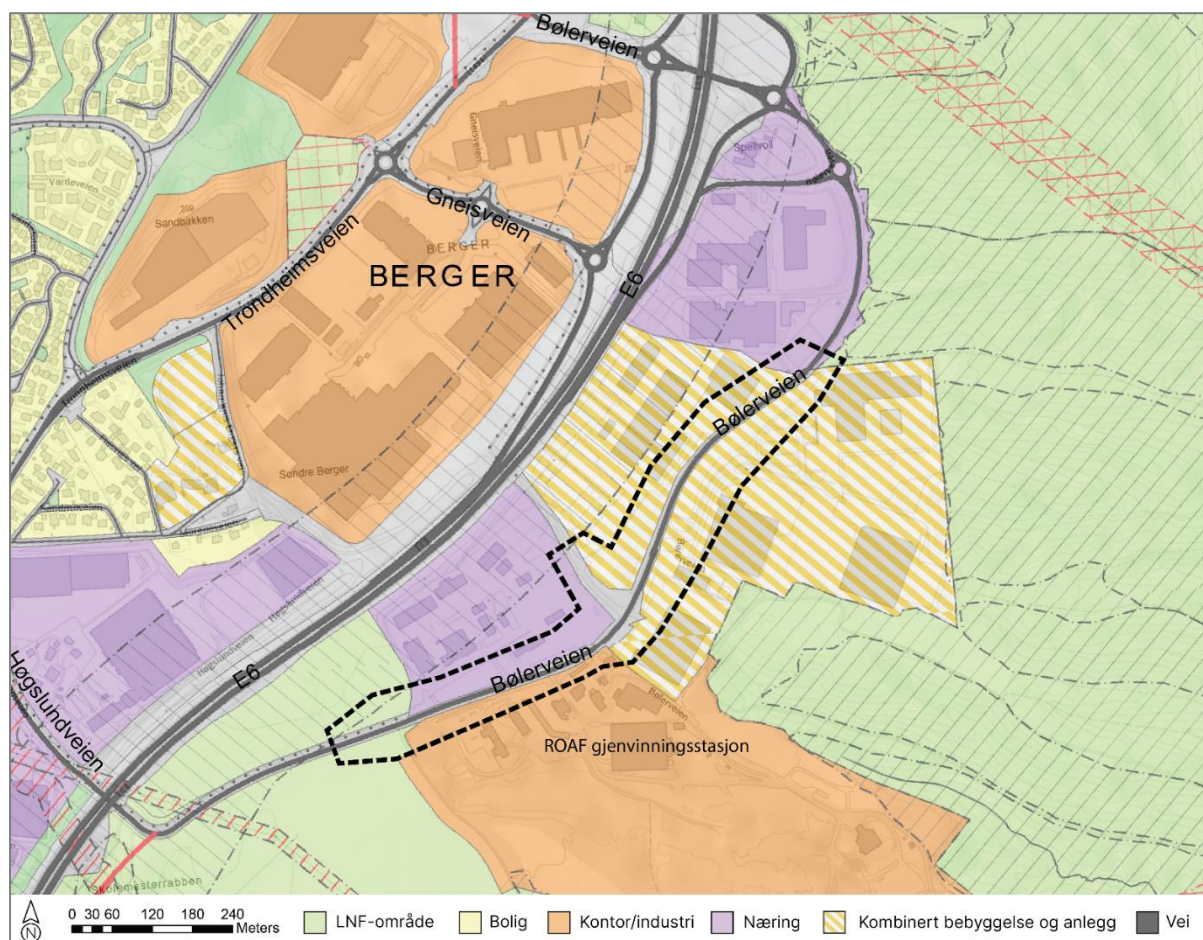 Bølerveien
Gneisveien
Spellvoll
Vardeveien
200
Sandbakken
Gneisveien
BERGER
BERGER
E6
Trondheimsveien
Trondheimsveien
Bølerveien
Søndre Berger
Høgslundveien
Høgslundveien
E6
Bølerveien
Bølerveien
Høgslundveien
ROAF gjenvinningsstasjon
Skolemesterrabben
N
0 30 60 120 180 240
Meters
LNF-område
Bolig
Kontor/industri
Næring
Kombinert bebyggelse og anlegg
Vei